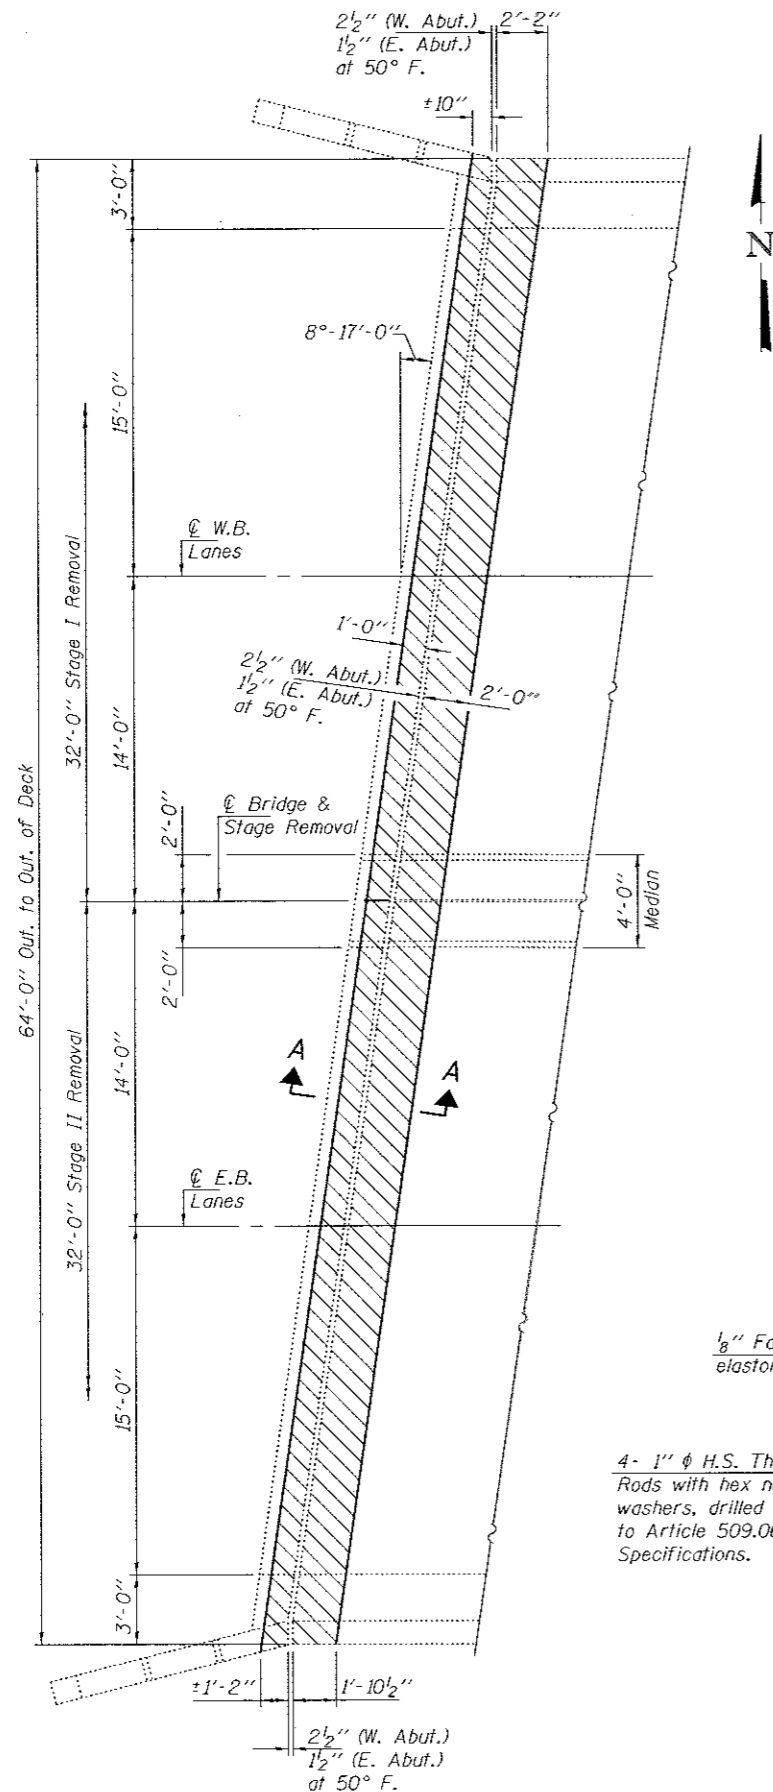 2½" (W. Abut.)
1½" (E. Abut.)
at 50° F.
2'-2"
±10"
3'-0"
N
8°-17'-0"
15'-0"
32'-0" Stage I Removal
℄ W.B.
Lanes
1'-0"
2½" (W. Abut.)
1½" (E. Abut.)
at 50° F.
2'-0"
14'-0"
64'-0" Out. to Out. of Deck
2'-0"
℄ Bridge &
Stage Removal
4'-0"
Median
2'-0"
14'-0"
A
A
32'-0" Stage II Removal
℄ E.B.
Lanes
15'-0"
⅛" Fa
elasto
4- 1" ϕ H.S. Th
Rods with hex n
washers, drilled
to Article 509.0
Specifications.
3'-0"
±1'-2"
1'-10½"
2½" (W. Abut.)
1½" (E. Abut.)
at 50° F.